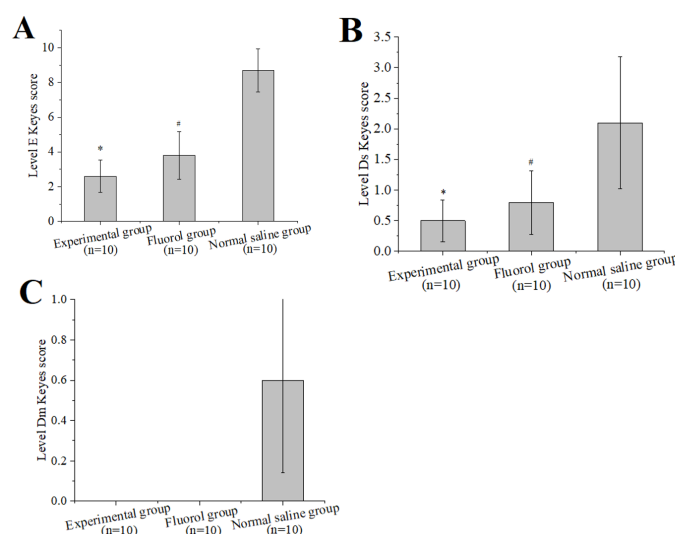 A
Level E Keyes score
10
8
6
4
2
0
*
#
Experimental group
(n=10)
Fluorol group
(n=10)
Normal saline group
(n=10)
B
Level Ds Keyes score
3.5
3.0
2.5
2.0
1.5
1.0
0.5
0.0
*
#
Experimental group
(n=10)
Fluorol group
(n=10)
Normal saline group
(n=10)
C
Level Dm Keyes score
1.0
0.8
0.6
0.4
0.2
0.0
Experimental group
(n=10)
Fluorol group
(n=10)
Normal saline group
(n=10)